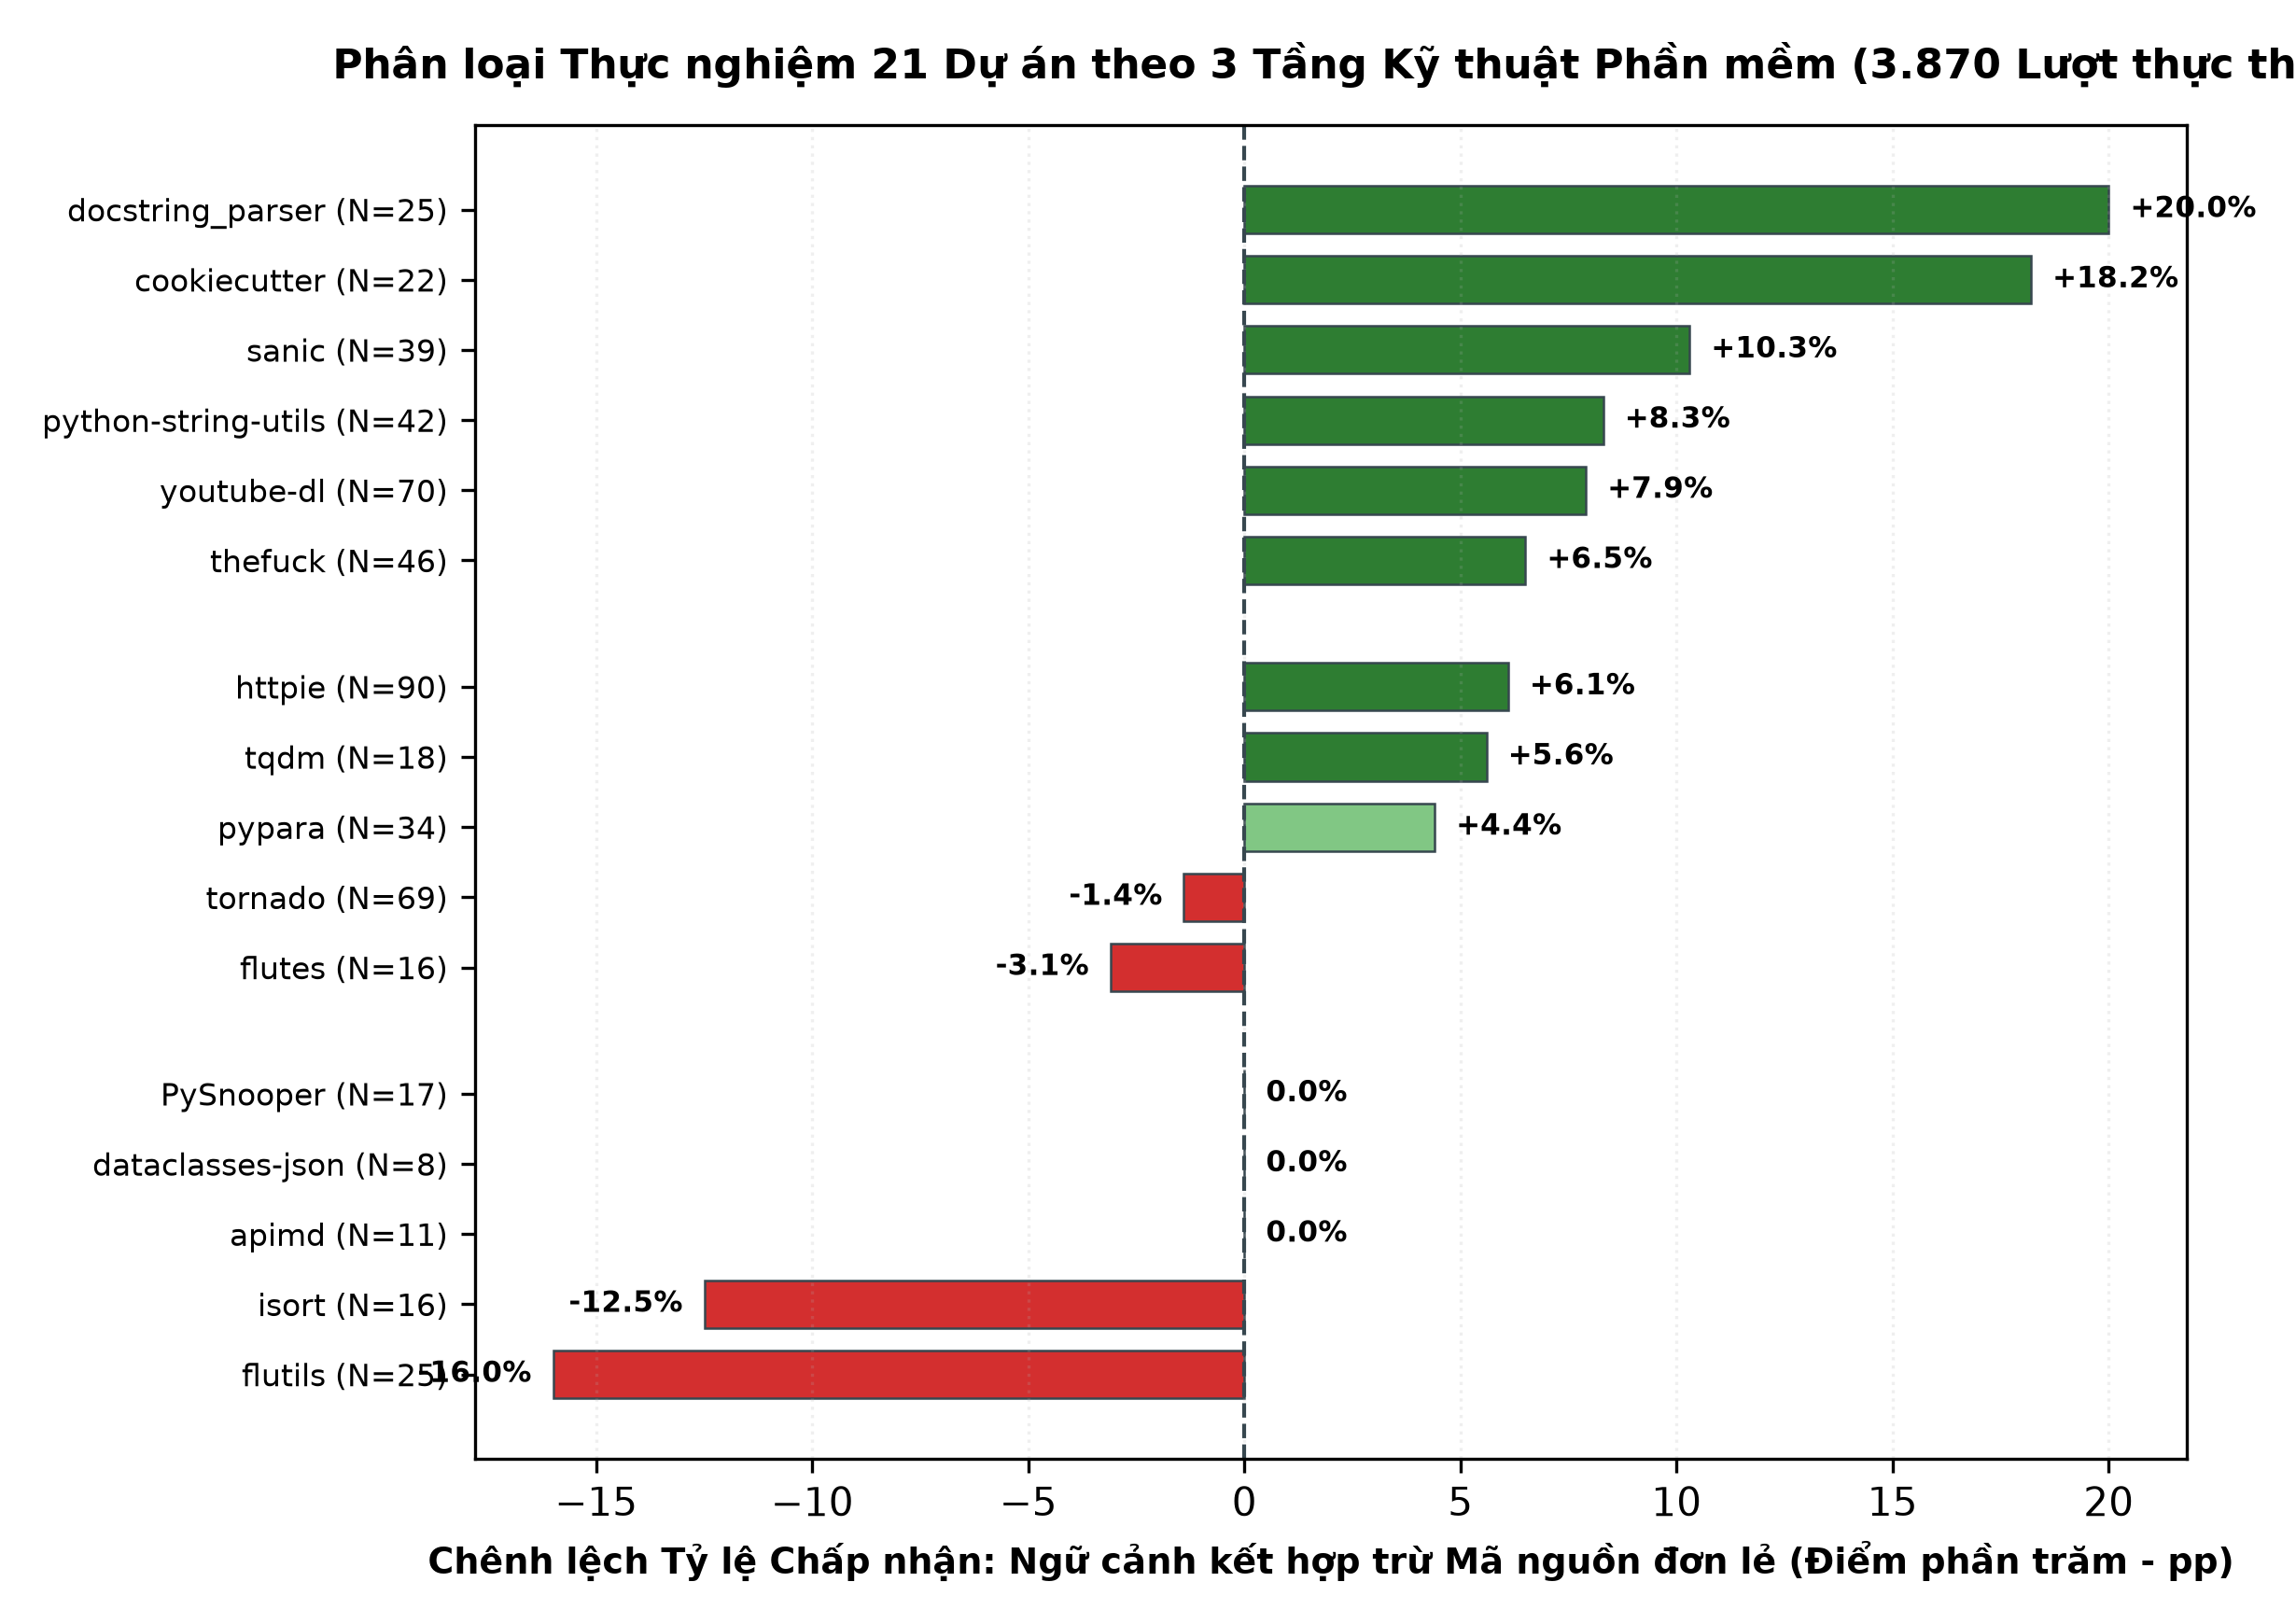 Phân loại Thực nghiệm 21 Dự án theo 3 Tầng Kỹ thuật Phần mềm (3.870 Lượt thực th
docstring_parser (N=25) +20.0%
cookiecutter (N=22) +18.2%
sanic (N=39) +10.3%
python-string-utils (N=42) +8.3%
youtube-dl (N=70) +7.9%
thefuck (N=46) +6.5%
httpie (N=90) +6.1%
tqdm (N=18) +5.6%
pypara (N=34) +4.4%
tornado (N=69) -1.4%
flutes (N=16) -3.1%
PySnooper (N=17) 0.0%
dataclasses-json (N=8) 0.0%
apimd (N=11) 0.0%
isort (N=16) -12.5%
flutils (N=25) -16.0%
−15 −10 −5 0 5 10 15 20
Chênh lệch Tỷ lệ Chấp nhận: Ngữ cảnh kết hợp trừ Mã nguồn đơn lẻ (Điểm phần trăm - pp)